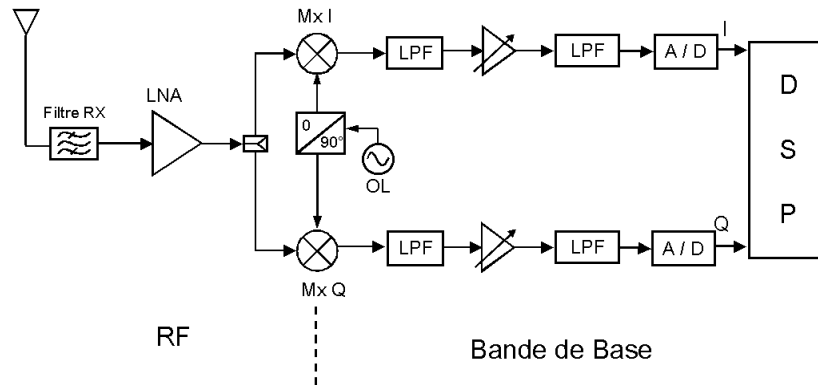 Mx I
LPF
LPF
A / D
I
LNA
Filtre RX
0
90°
OL
D
S
P
LPF
LPF
A / D
Q
Mx Q
RF
Bande de Base